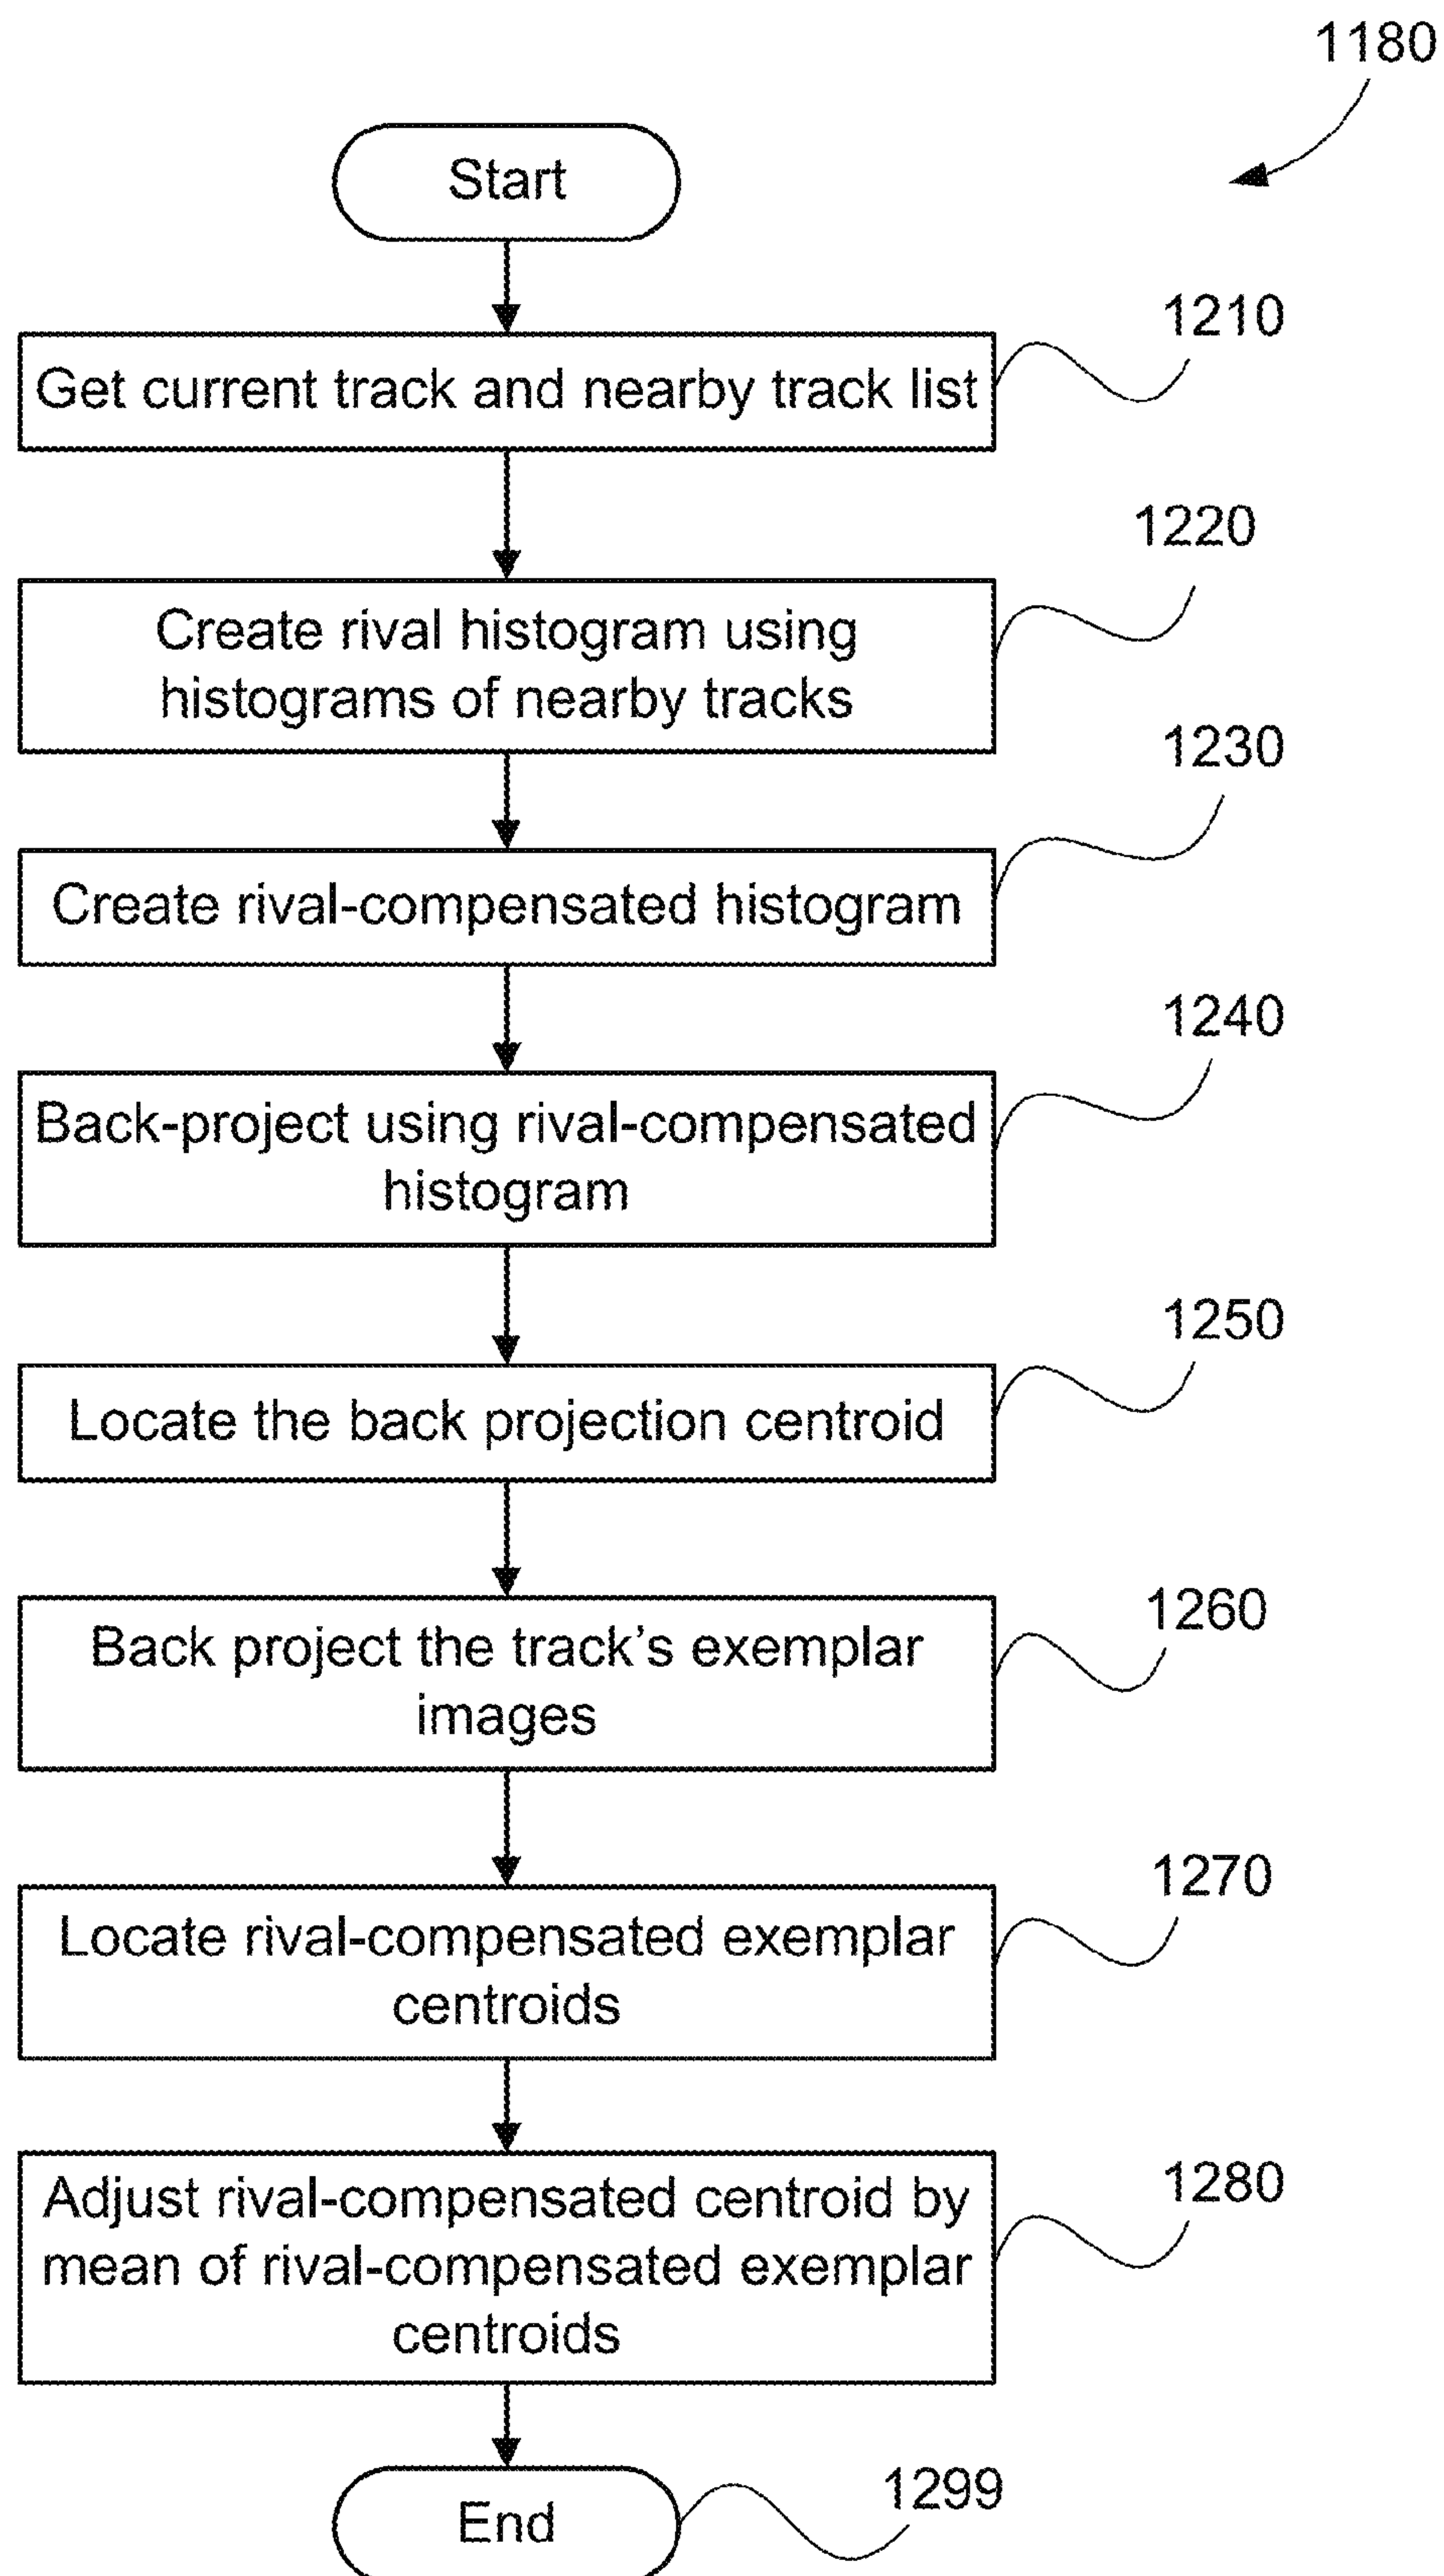 1180
Start
1210
Get current track and nearby track list
1220
Create rival histogram using
histograms of nearby tracks
1230
Create rival-compensated histogram
1240
Back-project using rival-compensated
histogram
1250
Locate the back projection centroid
1260
Back project the track’s exemplar
images
1270
Locate rival-compensated exemplar
centroids
1280
Adjust rival-compensated centroid by
mean of rival-compensated exemplar
centroids
1299
End